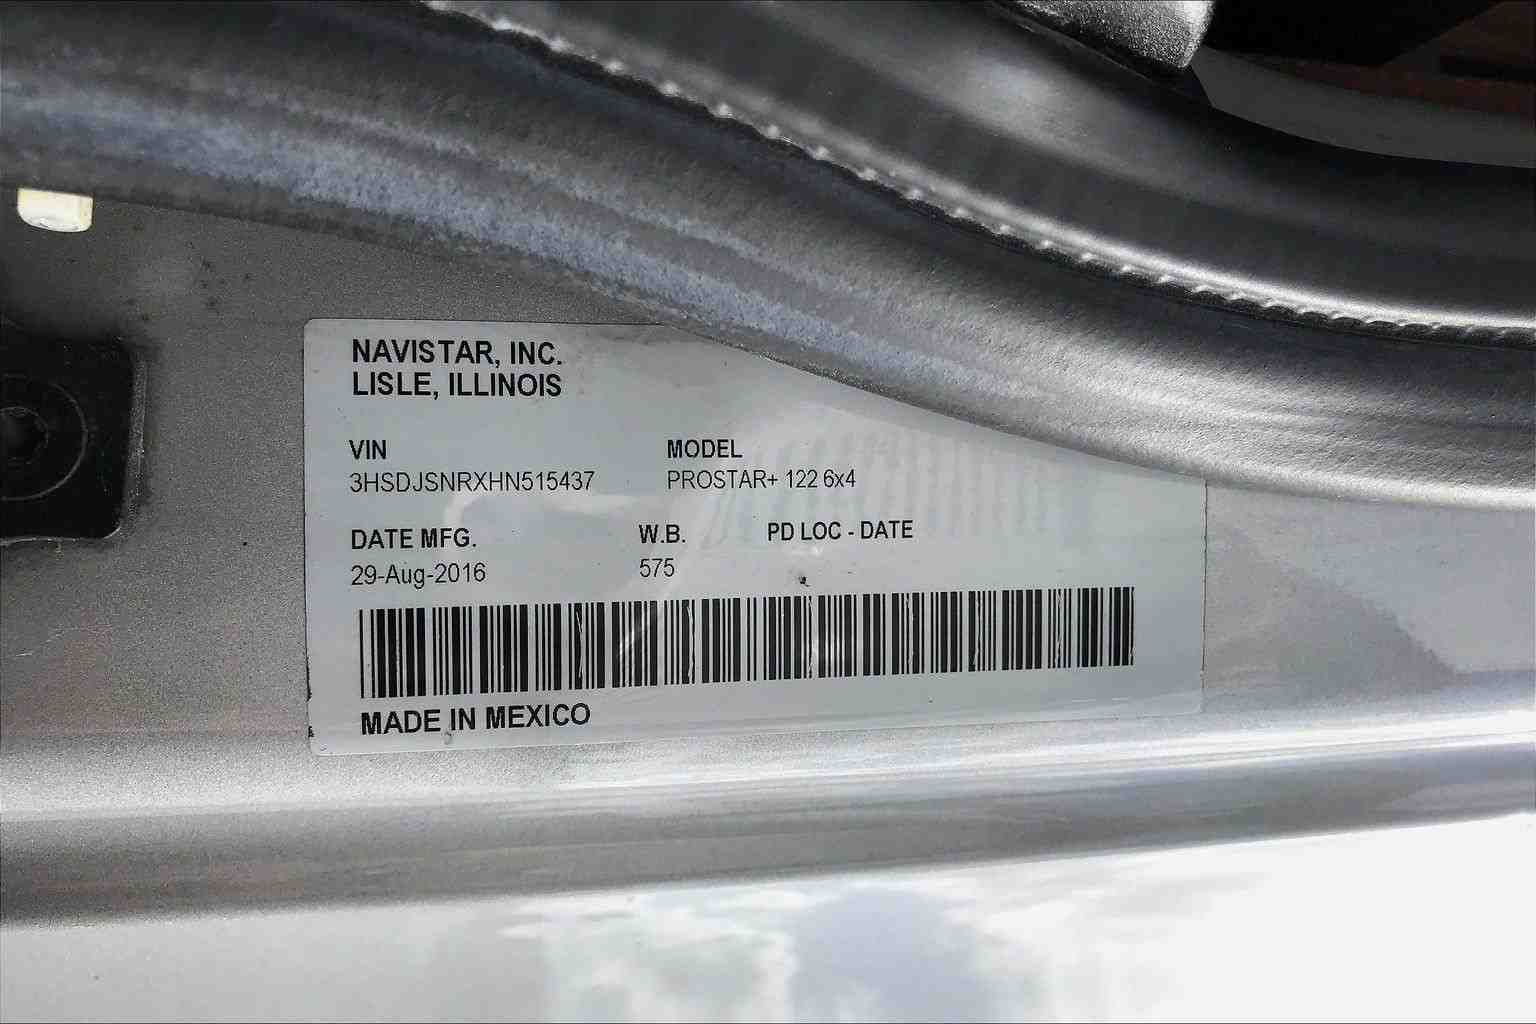 NAVISTAR, INC.
LISLE, ILLINOIS
VIN MODEL
3HSDJSNRXHN515437 PROSTAR+ 122 6x4
DATE MFG. W.B. PD LOC - DATE
29-Aug-2016 575
MADE IN MEXICO